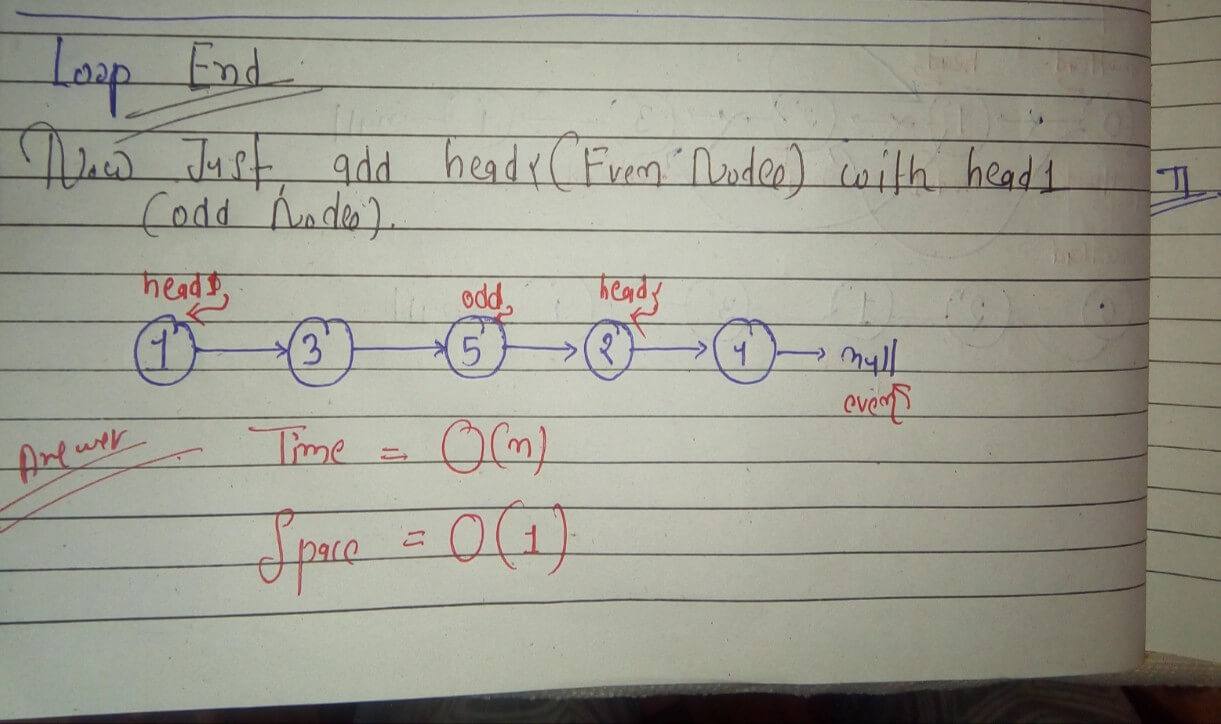 Loop End
Now Just add head2 (Even Nodes) with head1
(odd Nodes).
head1 odd head2
1 → 3 → 5 → 2 → 4 → null
even
Answer Time = O(n)
Space = O(1)